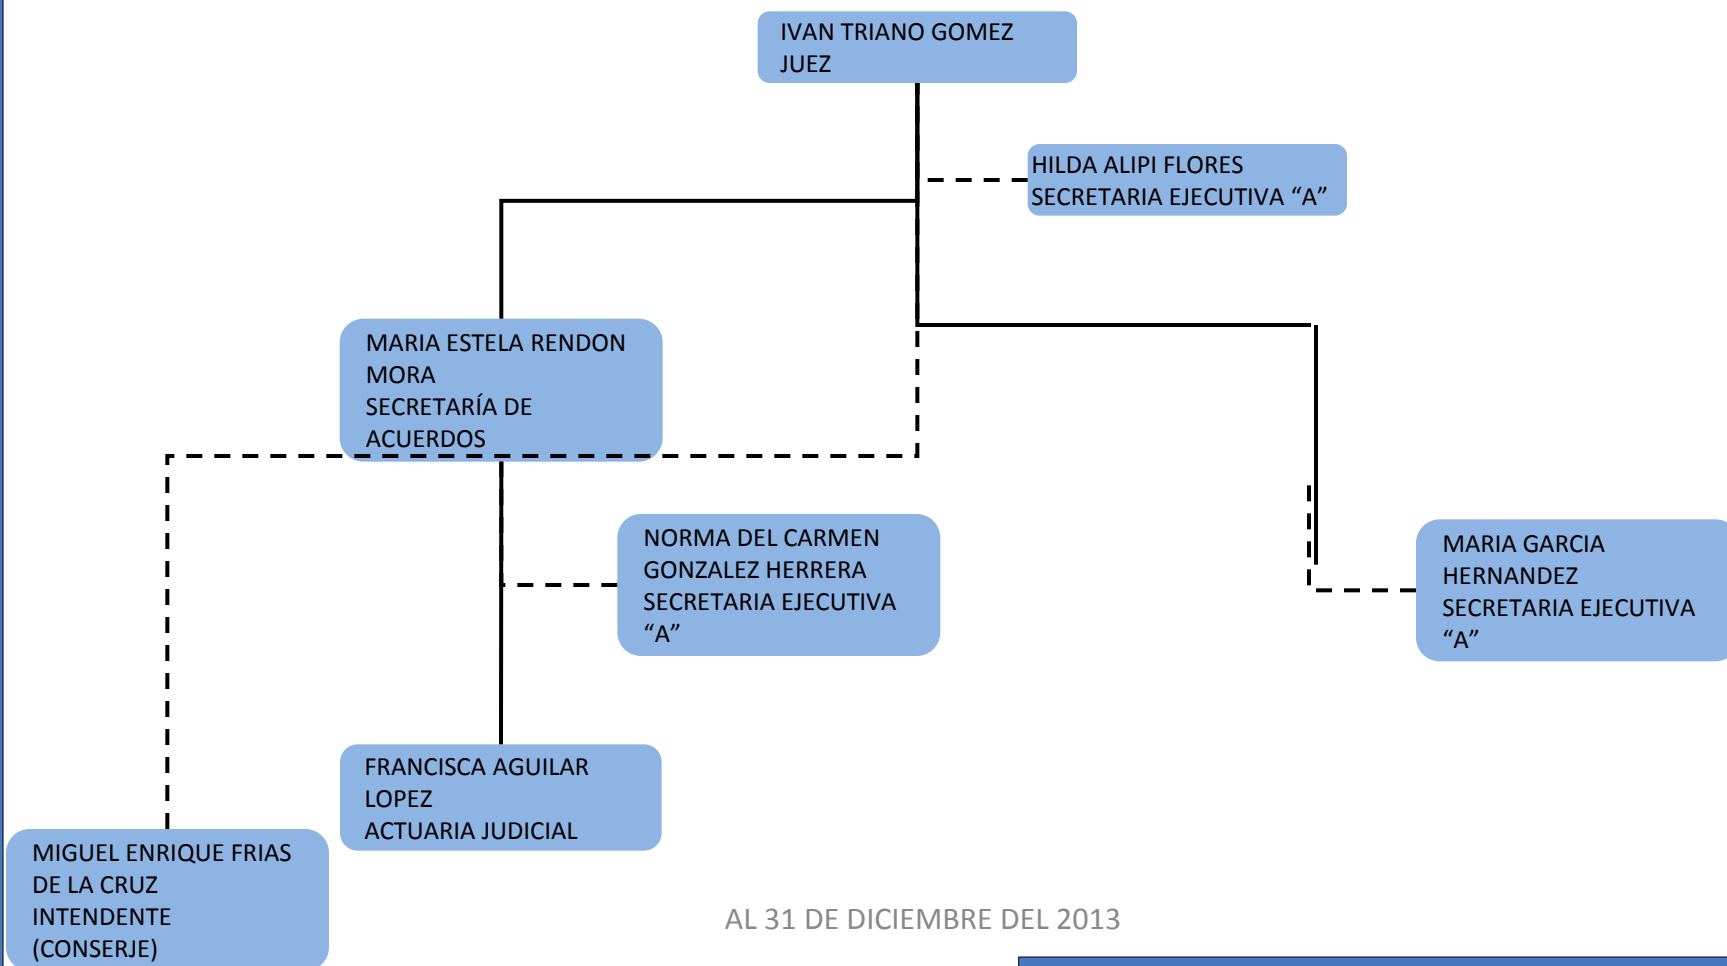 IVAN TRIANO GOMEZ
JUEZ
HILDA ALIPI FLORES
SECRETARIA EJECUTIVA “A”
MARIA ESTELA RENDON
MORA
SECRETARÍA DE
ACUERDOS
NORMA DEL CARMEN
GONZALEZ HERRERA
SECRETARIA EJECUTIVA
“A”
MARIA GARCIA
HERNANDEZ
SECRETARIA EJECUTIVA
“A”
FRANCISCA AGUILAR
LOPEZ
ACTUARIA JUDICIAL
MIGUEL ENRIQUE FRIAS
DE LA CRUZ
INTENDENTE
(CONSERJE)
AL 31 DE DICIEMBRE DEL 2013